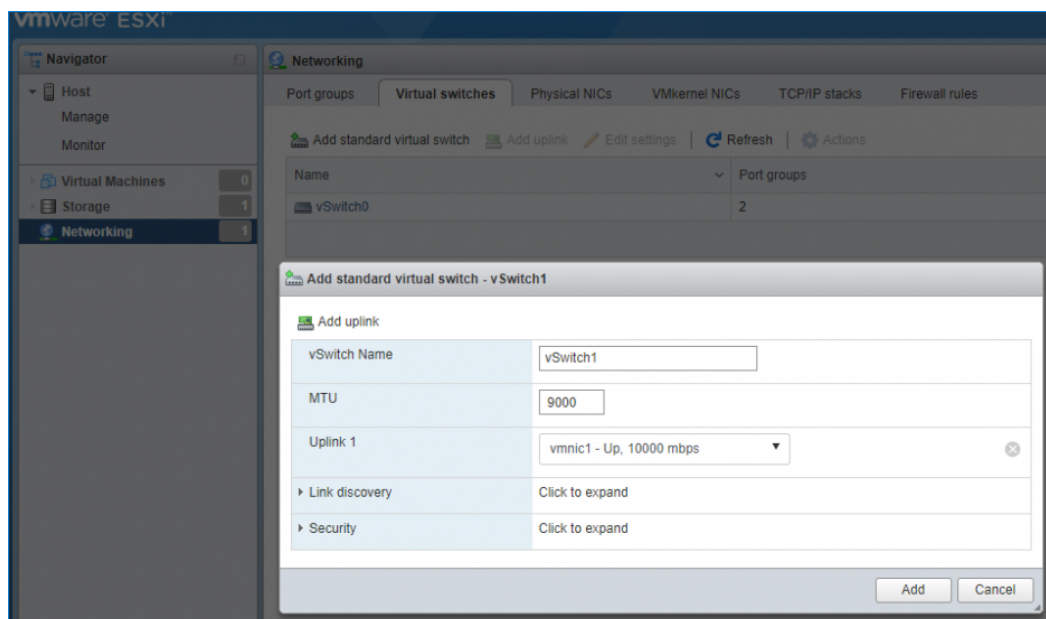 vmware ESXi™
Navigator
Networking
Host
Manage
Monitor
Virtual Machines 0
Storage 1
Networking 1
Port groups Virtual switches Physical NICs VMkernel NICs TCP/IP stacks Firewall rules
Add standard virtual switch Add uplink Edit settings | Refresh | Actions
Name Port groups
vSwitch0 2
Add standard virtual switch - vSwitch1
Add uplink
vSwitch Name vSwitch1
MTU 9000
Uplink 1 vmnic1 - Up, 10000 mbps
Link discovery Click to expand
Security Click to expand
Add Cancel